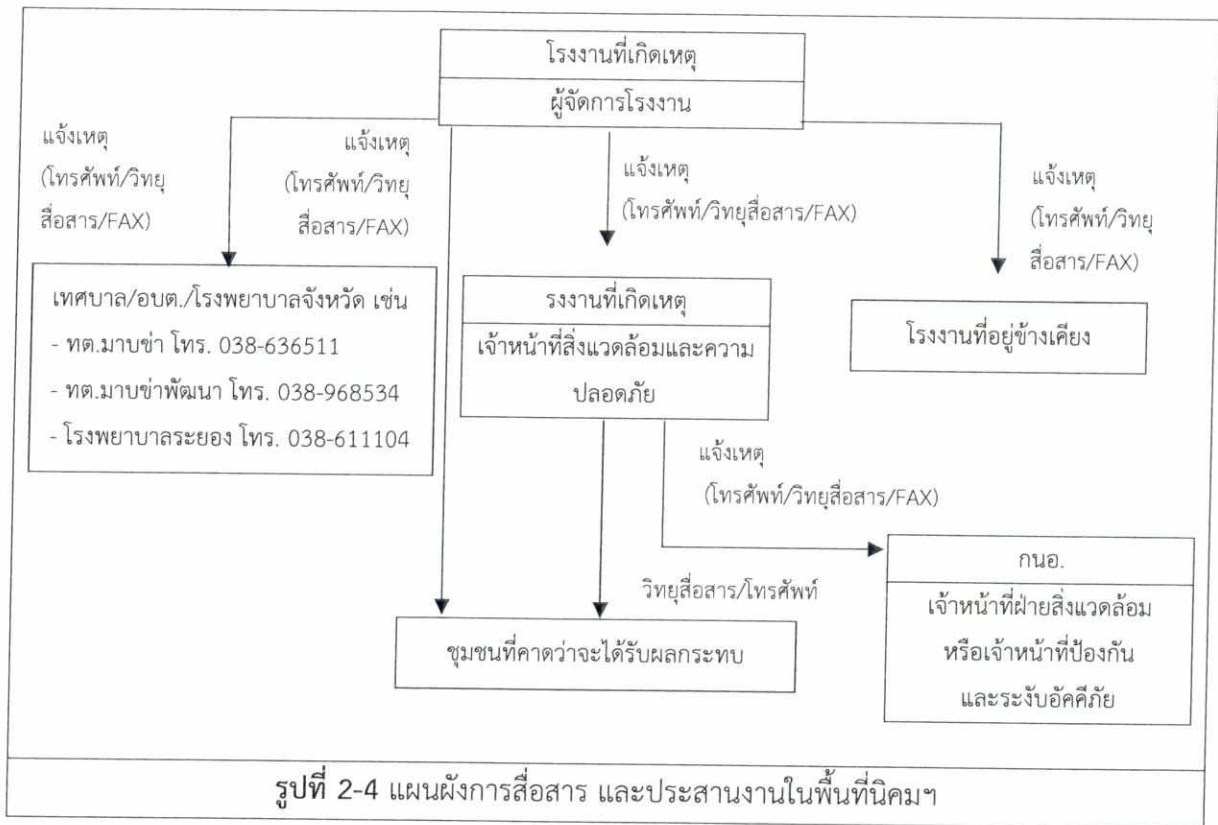 โรงงานที่เกิดเหตุ
ผู้จัดการโรงงาน
แจ้งเหตุ
(โทรศัพท์/วิทยุ
สื่อสาร/FAX)
แจ้งเหตุ
(โทรศัพท์/วิทยุ
สื่อสาร/FAX)
แจ้งเหตุ
(โทรศัพท์/วิทยุสื่อสาร/FAX)
แจ้งเหตุ
(โทรศัพท์/วิทยุ
สื่อสาร/FAX)
เทศบาล/อบต./โรงพยาบาลจังหวัด เช่น
- ทต.มาบข่า โทร. 038-636511
- ทต.มาบข่าพัฒนา โทร. 038-968534
- โรงพยาบาลระยอง โทร. 038-611104
รงงานที่เกิดเหตุ
เจ้าหน้าที่สิ่งแวดล้อมและความ
ปลอดภัย
โรงงานที่อยู่ข้างเคียง
แจ้งเหตุ
(โทรศัพท์/วิทยุสื่อสาร/FAX)
วิทยุสื่อสาร/โทรศัพท์
ชุมชนที่คาดว่าจะได้รับผลกระทบ
กนอ.
เจ้าหน้าที่ฝ่ายสิ่งแวดล้อม
หรือเจ้าหน้าที่ป้องกัน
และระงับอัคคีภัย
รูปที่ 2-4 แผนผังการสื่อสาร และประสานงานในพื้นที่นิคมฯ